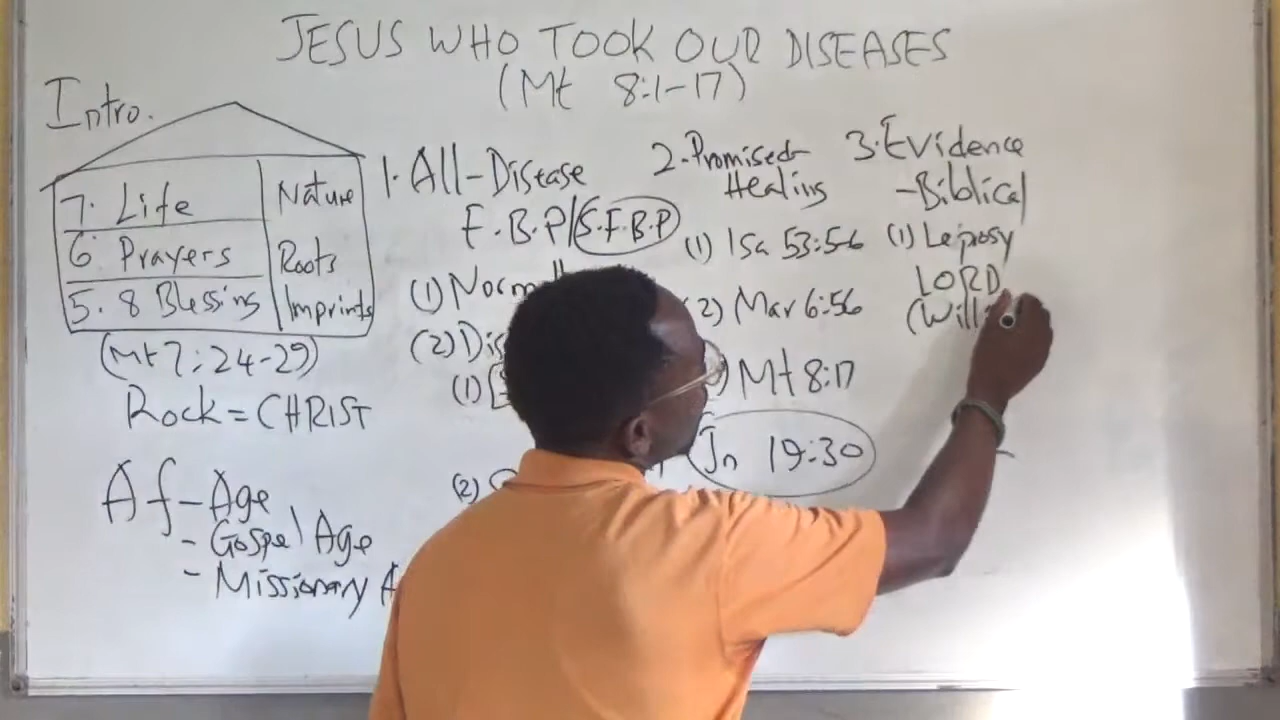 JESUS WHO TOOK OUR DISEASES
(Mt 8:1-17)
Intro.
7. Life
Nature
6. Prayers
Roots
5. 8 Blessings
Imprints
(Mt 7:24-29)
Rock = CHRIST
Af-Age
- Gospel Age
- Missionary A
1. All-Disease
F.B.P/S.F.B.P
(1)
(2)
(1)
(2)
2. Promised
Healing
(1) Isa 53:5-6
2) Mar 6:56
) Mt 8:17
Jn 19:30
3. Evidence
- Biblical
(1) Leprosy
LORD
(Will